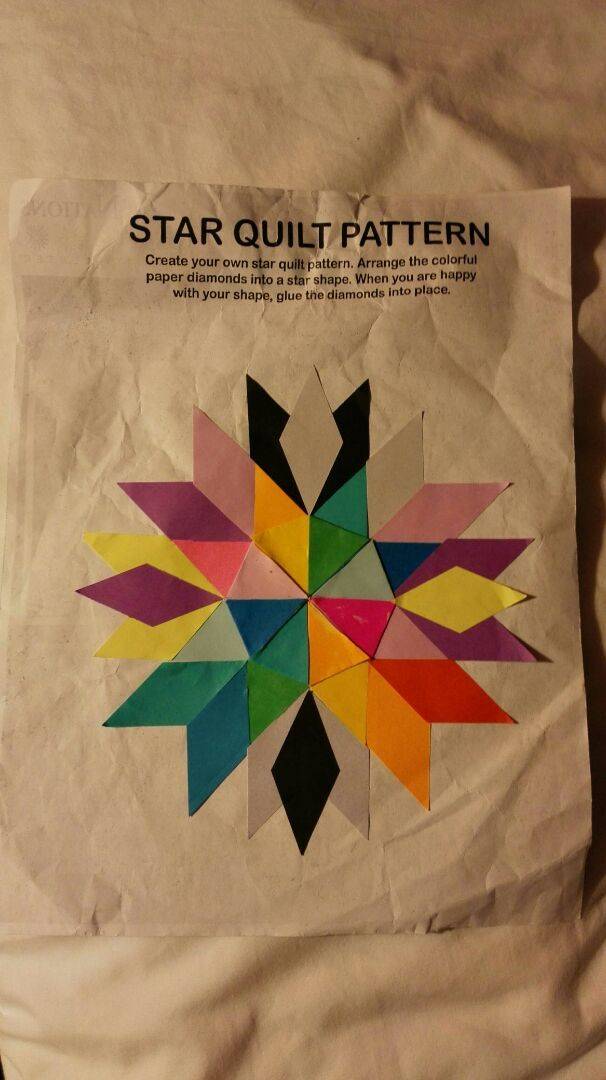 STAR QUILT PATTERN
Create your own star quilt pattern. Arrange the colorful
paper diamonds into a star shape. When you are happy
with your shape, glue the diamonds into place.